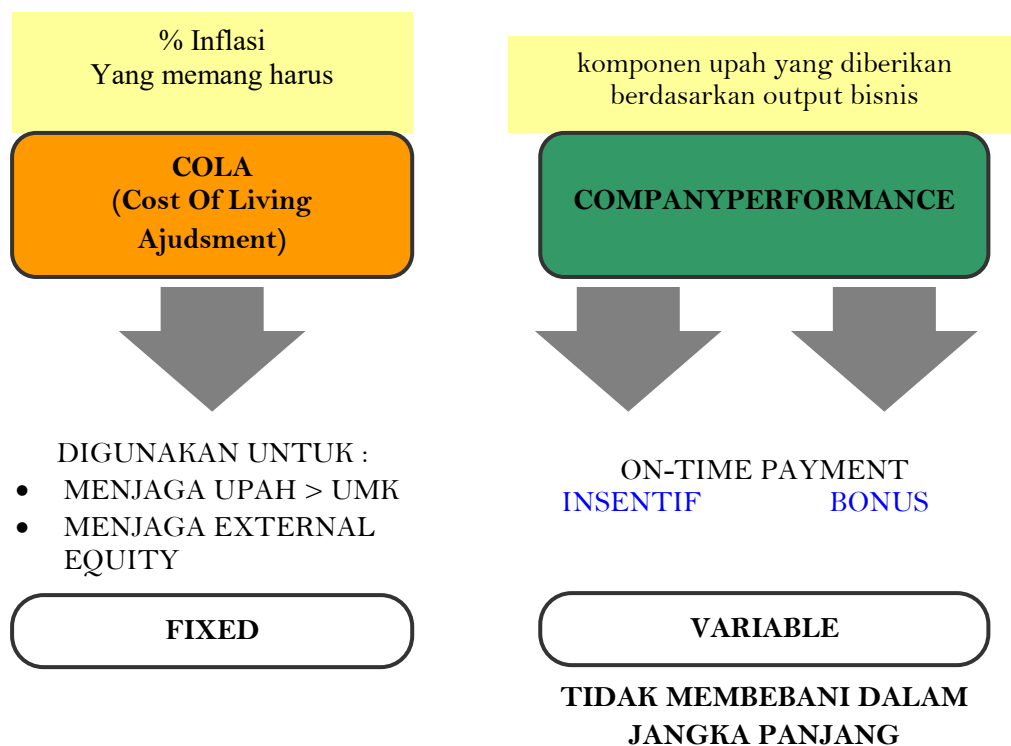 % Inflasi
Yang memang harus
COLA
(Cost Of Living
Ajudsment)
DIGUNAKAN UNTUK :
• MENJAGA UPAH > UMK
• MENJAGA EXTERNAL
EQUITY
FIXED
komponen upah yang diberikan
berdasarkan output bisnis
COMPANYPERFORMANCE
ON-TIME PAYMENT
INSENTIF BONUS
VARIABLE
TIDAK MEMBEBANI DALAM
JANGKA PANJANG